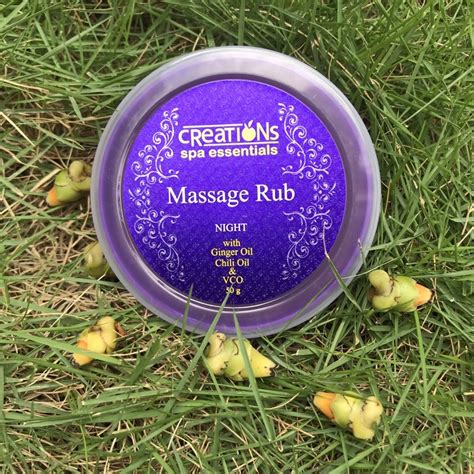 CREATIONS
spa essentials
Massage Rub
NIGHT
with
Ginger Oil
Chili Oil
&
VCO
50 g